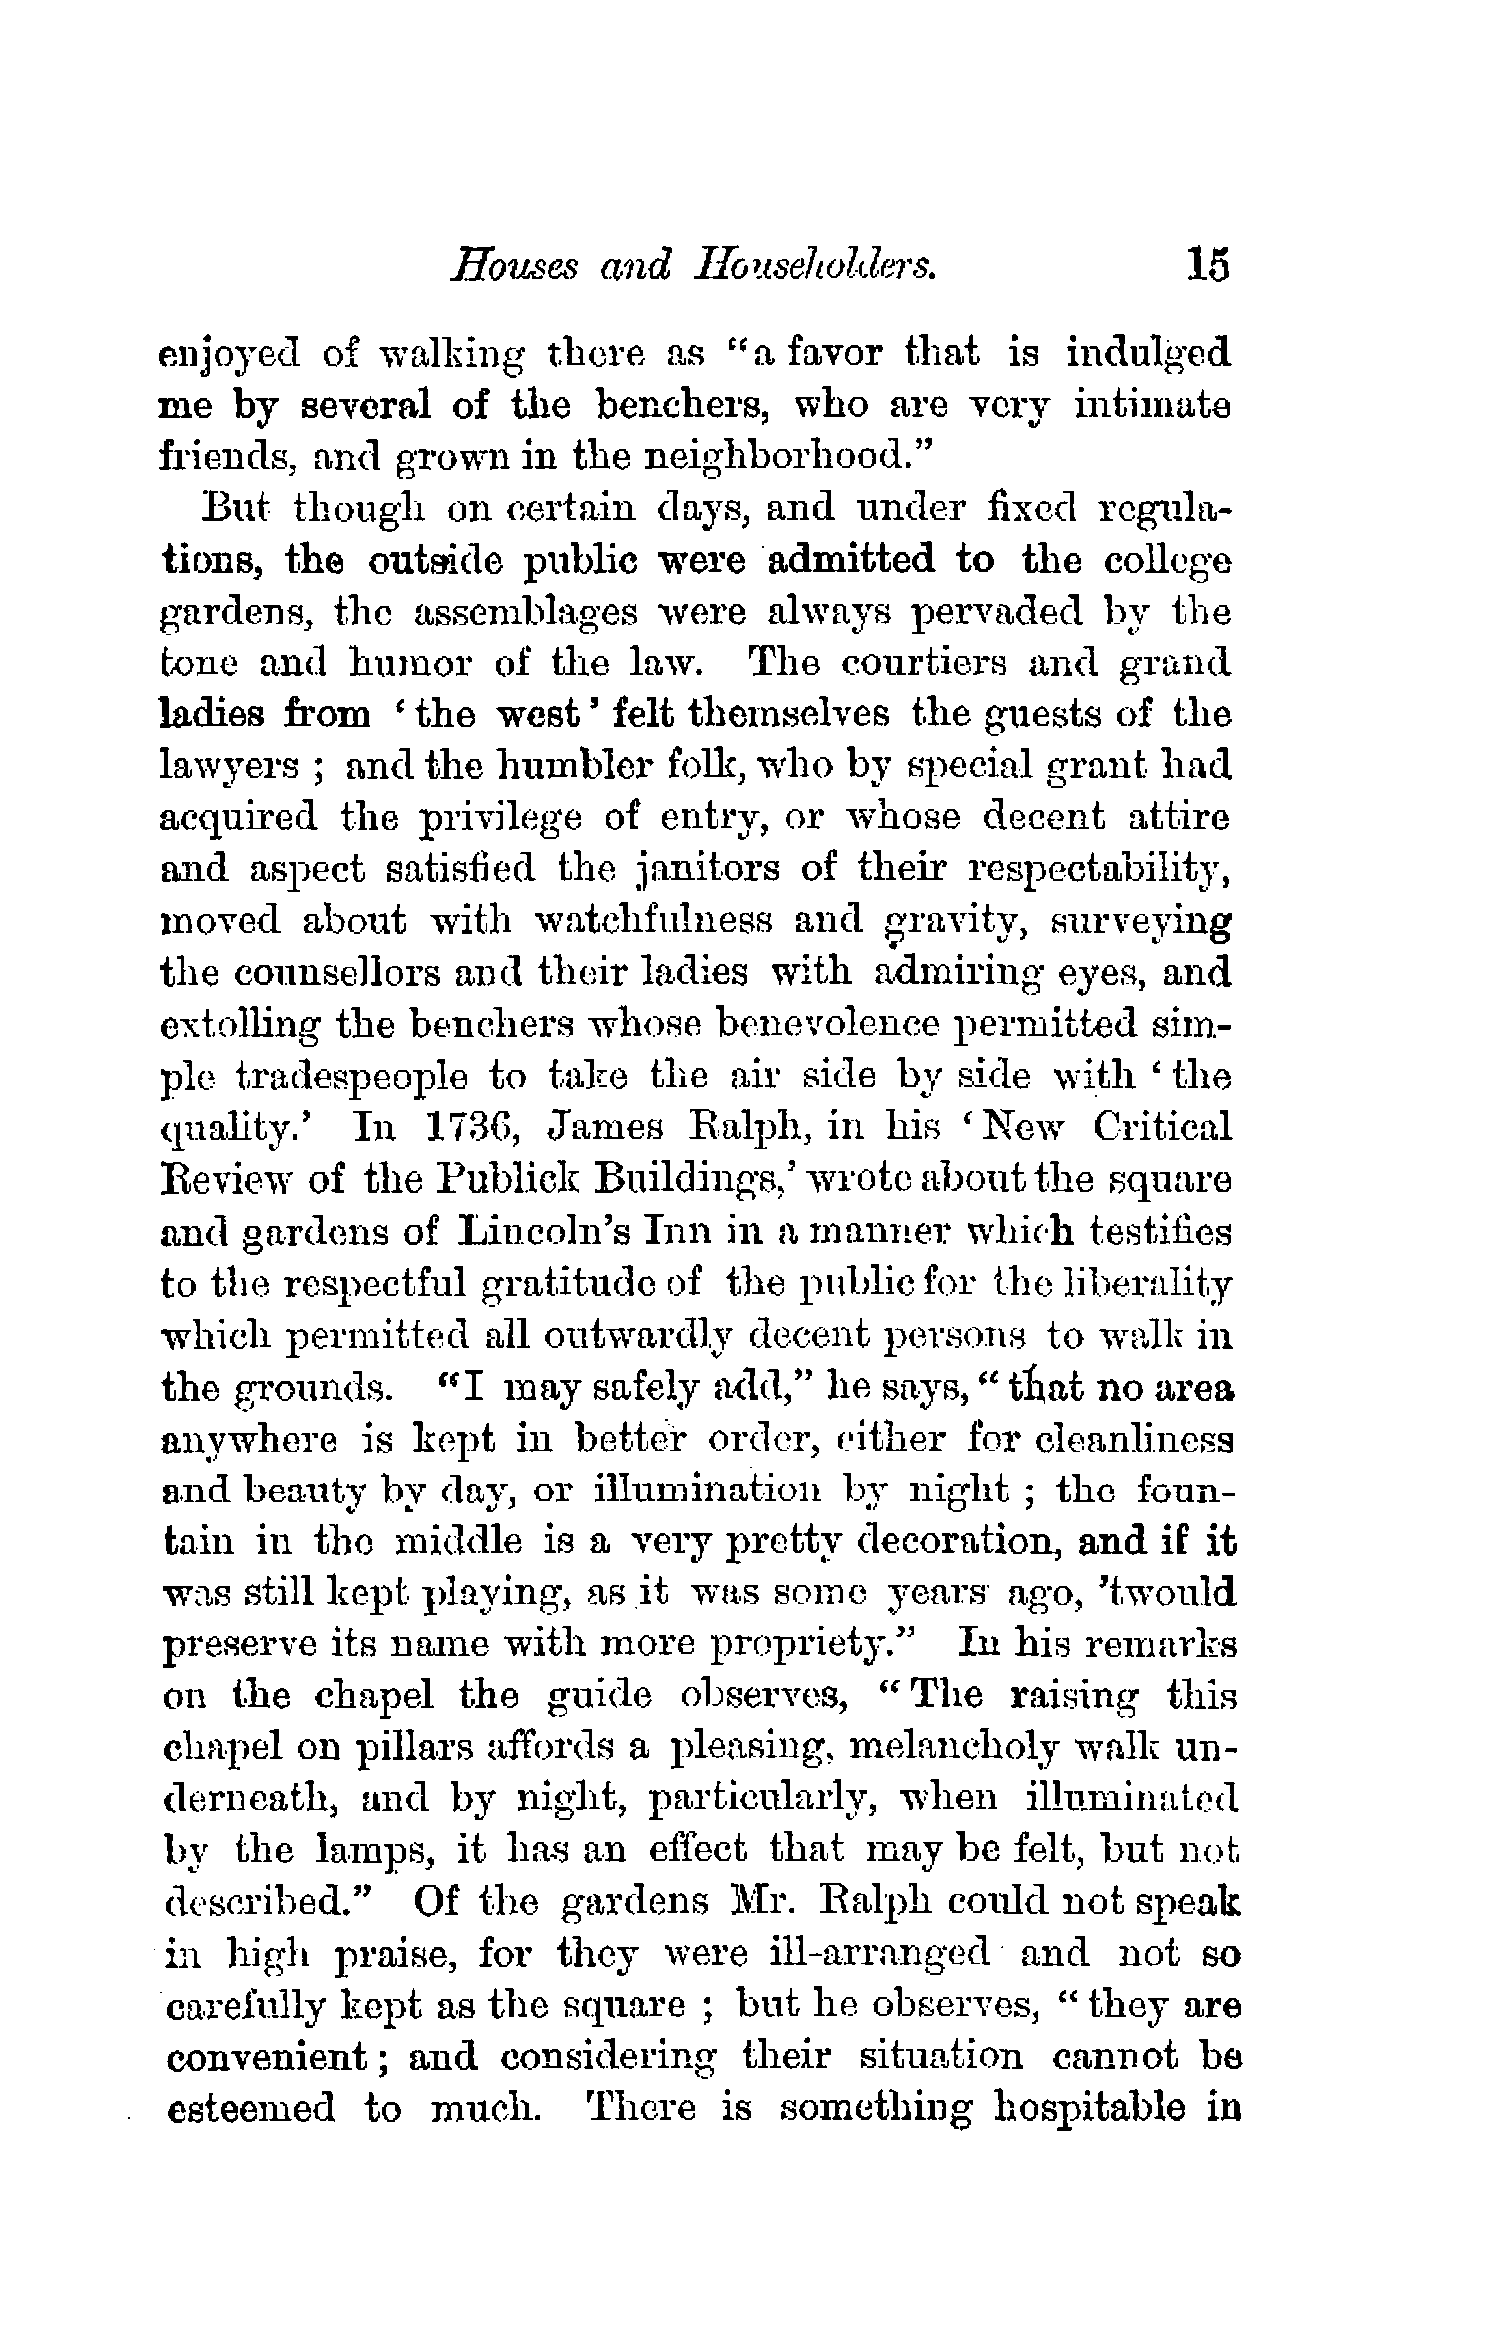 Houses and Householders. 15
enjoyed of walking there as “a favor that is indulged
me by several of the benchers, who are very intimate
friends, and grown in the neighborhood.”
But though on certain days, and under fixed regula-
tions, the outside public were admitted to the college
gardens, the assemblages were always pervaded by the
tone and humor of the law. The courtiers and grand
ladies from ‘the west’ felt themselves the guests of the
lawyers ; and the humbler folk, who by special grant had
acquired the privilege of entry, or whose decent attire
and aspect satisfied the janitors of their respectability,
moved about with watchfulness and gravity, surveying
the counsellors and their ladies with admiring eyes, and
extolling the benchers whose benevolence permitted sim-
ple tradespeople to take the air side by side with ‘the
quality.’ In 1736, James Ralph, in his ‘New Critical
Review of the Publick Buildings,’ wrote about the square
and gardens of Lincoln’s Inn in a manner which testifies
to the respectful gratitude of the public for the liberality
which permitted all outwardly decent persons to walk in
the grounds. “I may safely add,” he says, “that no area
anywhere is kept in better order, either for cleanliness
and beauty by day, or illumination by night ; the foun-
tain in the middle is a very pretty decoration, and if it
was still kept playing, as it was some years ago, ’twould
preserve its name with more propriety.” In his remarks
on the chapel the guide observes, “The raising this
chapel on pillars affords a pleasing, melancholy walk un-
derneath, and by night, particularly, when illuminated
by the lamps, it has an effect that may be felt, but not
described.” Of the gardens Mr. Ralph could not speak
in high praise, for they were ill-arranged and not so
carefully kept as the square ; but he observes, “they are
convenient ; and considering their situation cannot be
esteemed to much. There is something hospitable in